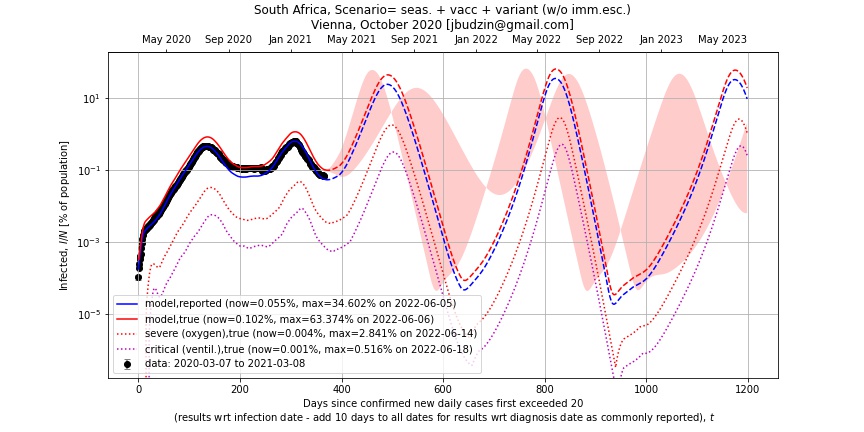 South Africa, Scenario= seas. + vacc + variant (w/o imm.esc.)
Vienna, October 2020 [jbudzin@gmail.com]
May 2020 Sep 2020 Jan 2021 May 2021 Sep 2021 Jan 2022 May 2022 Sep 2022 Jan 2023 May 2023
10¹
10⁻¹
10⁻³
10⁻⁵
Infected, I/N [% of population]
model,reported (now=0.055%, max=34.602% on 2022-06-05)
model,true (now=0.102%, max=63.374% on 2022-06-06)
severe (oxygen),true (now=0.004%, max=2.841% on 2022-06-14)
critical (ventil.),true (now=0.001%, max=0.516% on 2022-06-18)
data: 2020-03-07 to 2021-03-08
0 200 400 600 800 1000 1200
Days since confirmed new daily cases first exceeded 20
(results wrt infection date - add 10 days to all dates for results wrt diagnosis date as commonly reported), t